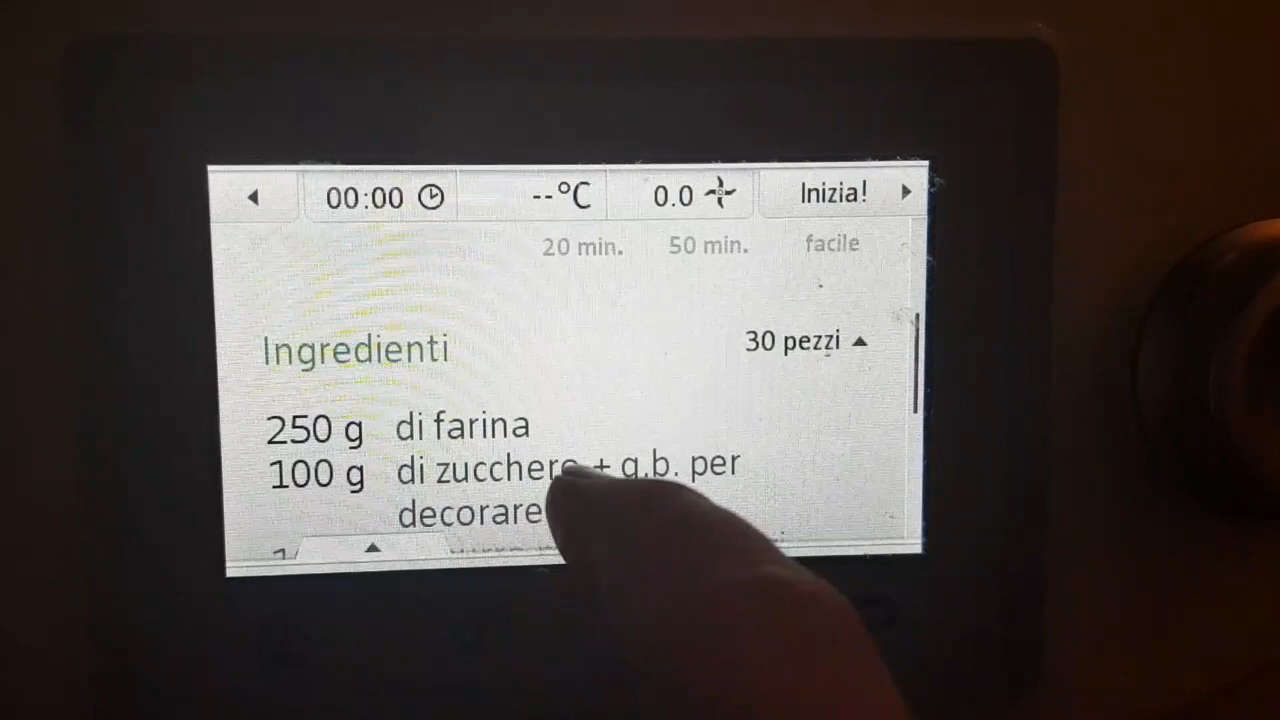 00:00 --°C 0.0 Inizia!
20 min. 50 min. facile
Ingredienti 30 pezzi
250 g di farina
100 g di zucchero + q.b. per
decorare